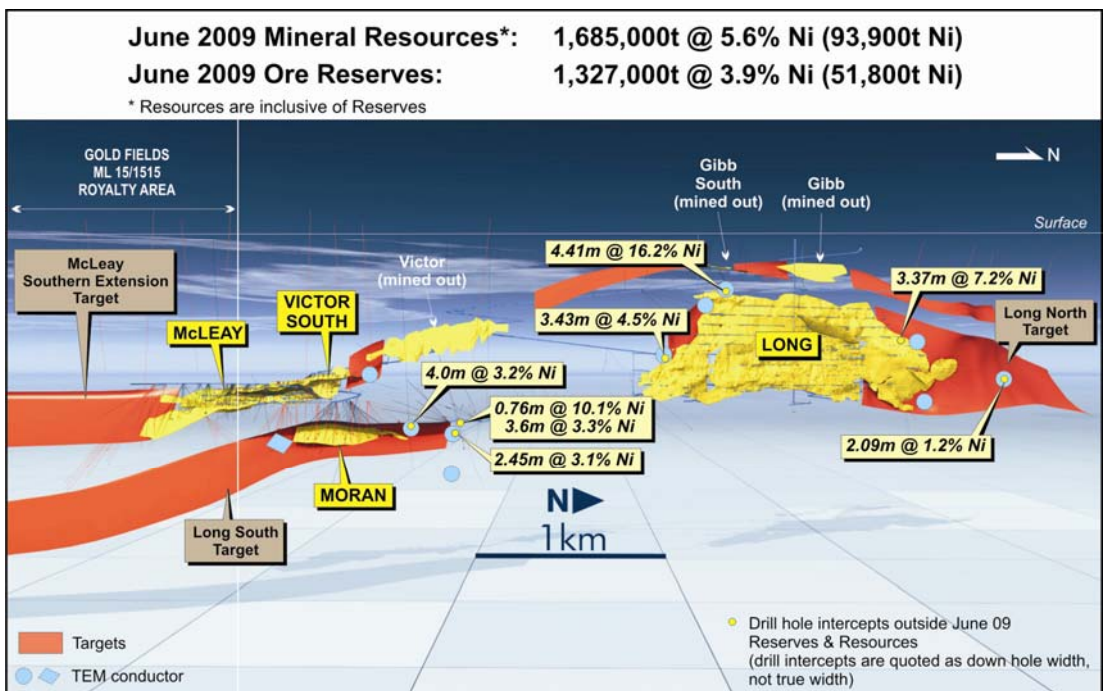 June 2009 Mineral Resources*: 1,685,000t @ 5.6% Ni (93,900t Ni)
June 2009 Ore Reserves: 1,327,000t @ 3.9% Ni (51,800t Ni)
* Resources are inclusive of Reserves
GOLD FIELDS
ML 15/1515
ROYALTY AREA
N
Gibb
South
(mined out)
Gibb
(mined out)
Surface
McLeay
Southern Extension
Target
McLEAY
VICTOR
SOUTH
Victor
(mined out)
4.41m @ 16.2% Ni
3.43m @ 4.5% Ni
3.37m @ 7.2% Ni
Long North
Target
LONG
4.0m @ 3.2% Ni
0.76m @ 10.1% Ni
3.6m @ 3.3% Ni
2.45m @ 3.1% Ni
2.09m @ 1.2% Ni
MORAN
Long South
Target
N
1km
Targets
TEM conductor
Drill hole intercepts outside June 09
Reserves & Resources
(drill intercepts are quoted as down hole width,
not true width)